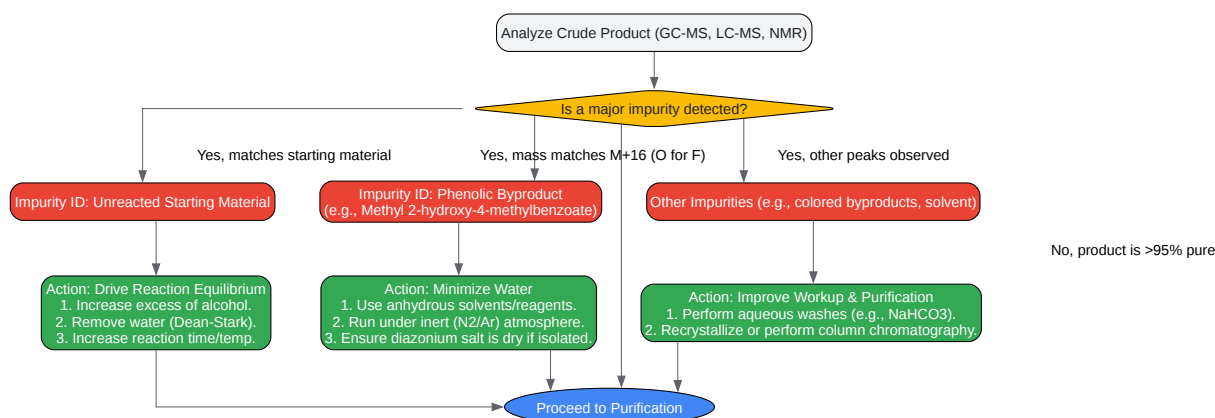 Analyze Crude Product (GC-MS, LC-MS, NMR)
Is a major impurity detected?
Yes, matches starting material
Yes, mass matches M+16 (O for F)
Yes, other peaks observed
No, product is >95% pure
Impurity ID: Unreacted Starting Material
Impurity ID: Phenolic Byproduct
(e.g., Methyl 2-hydroxy-4-methylbenzoate)
Other Impurities (e.g., colored byproducts, solvent)
Action: Drive Reaction Equilibrium
1. Increase excess of alcohol.
2. Remove water (Dean-Stark).
3. Increase reaction time/temp.
Action: Minimize Water
1. Use anhydrous solvents/reagents.
2. Run under inert (N2/Ar) atmosphere.
3. Ensure diazonium salt is dry if isolated.
Action: Improve Workup & Purification
1. Perform aqueous washes (e.g., NaHCO3).
2. Recrystallize or perform column chromatography.
Proceed to Purification